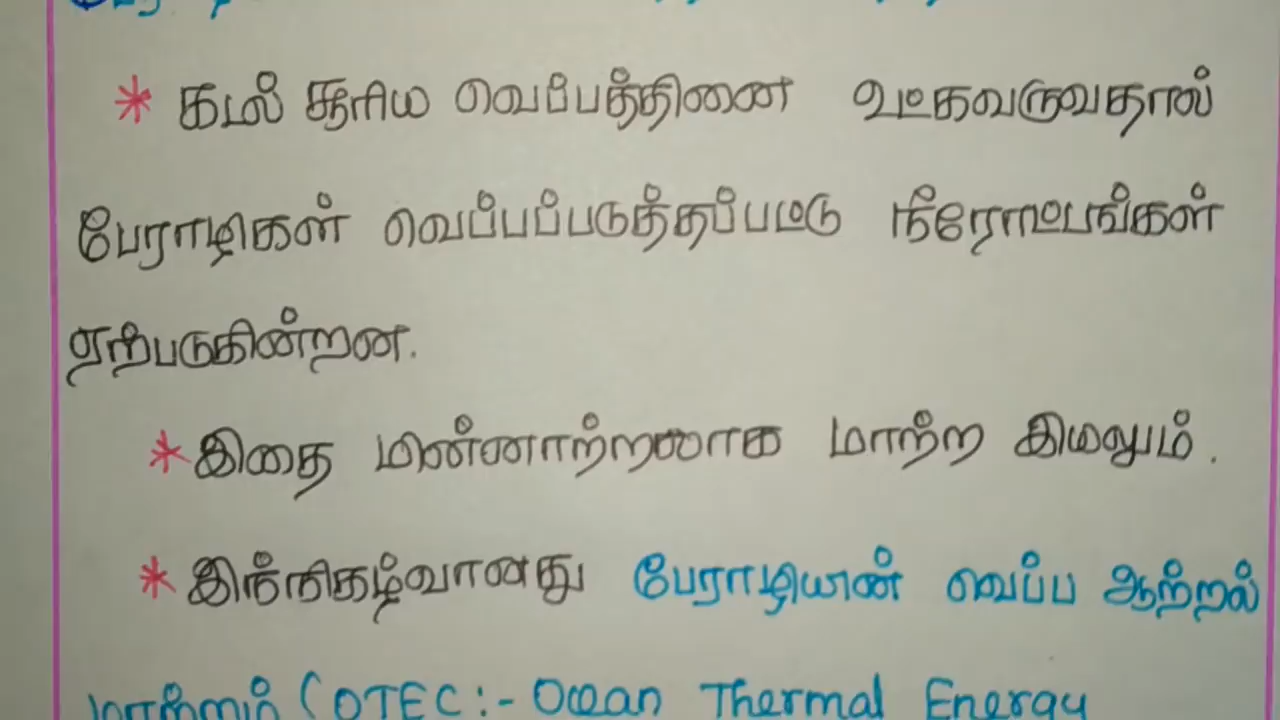 * கடல் சூரிய வெப்பத்தினை உட்கவருவதால்
பேராழிகள் வெப்பப்படுத்தப்பட்டு நீரோட்டங்கள்
ஏற்படுகின்றன.
* இதை மின்னாற்றலாக மாற்ற இயலும்.
* இந்நிகழ்வானது பேராழியின் வெப்ப ஆற்றல்
மாற்றம் (OTEC:- Ocean Thermal Energy